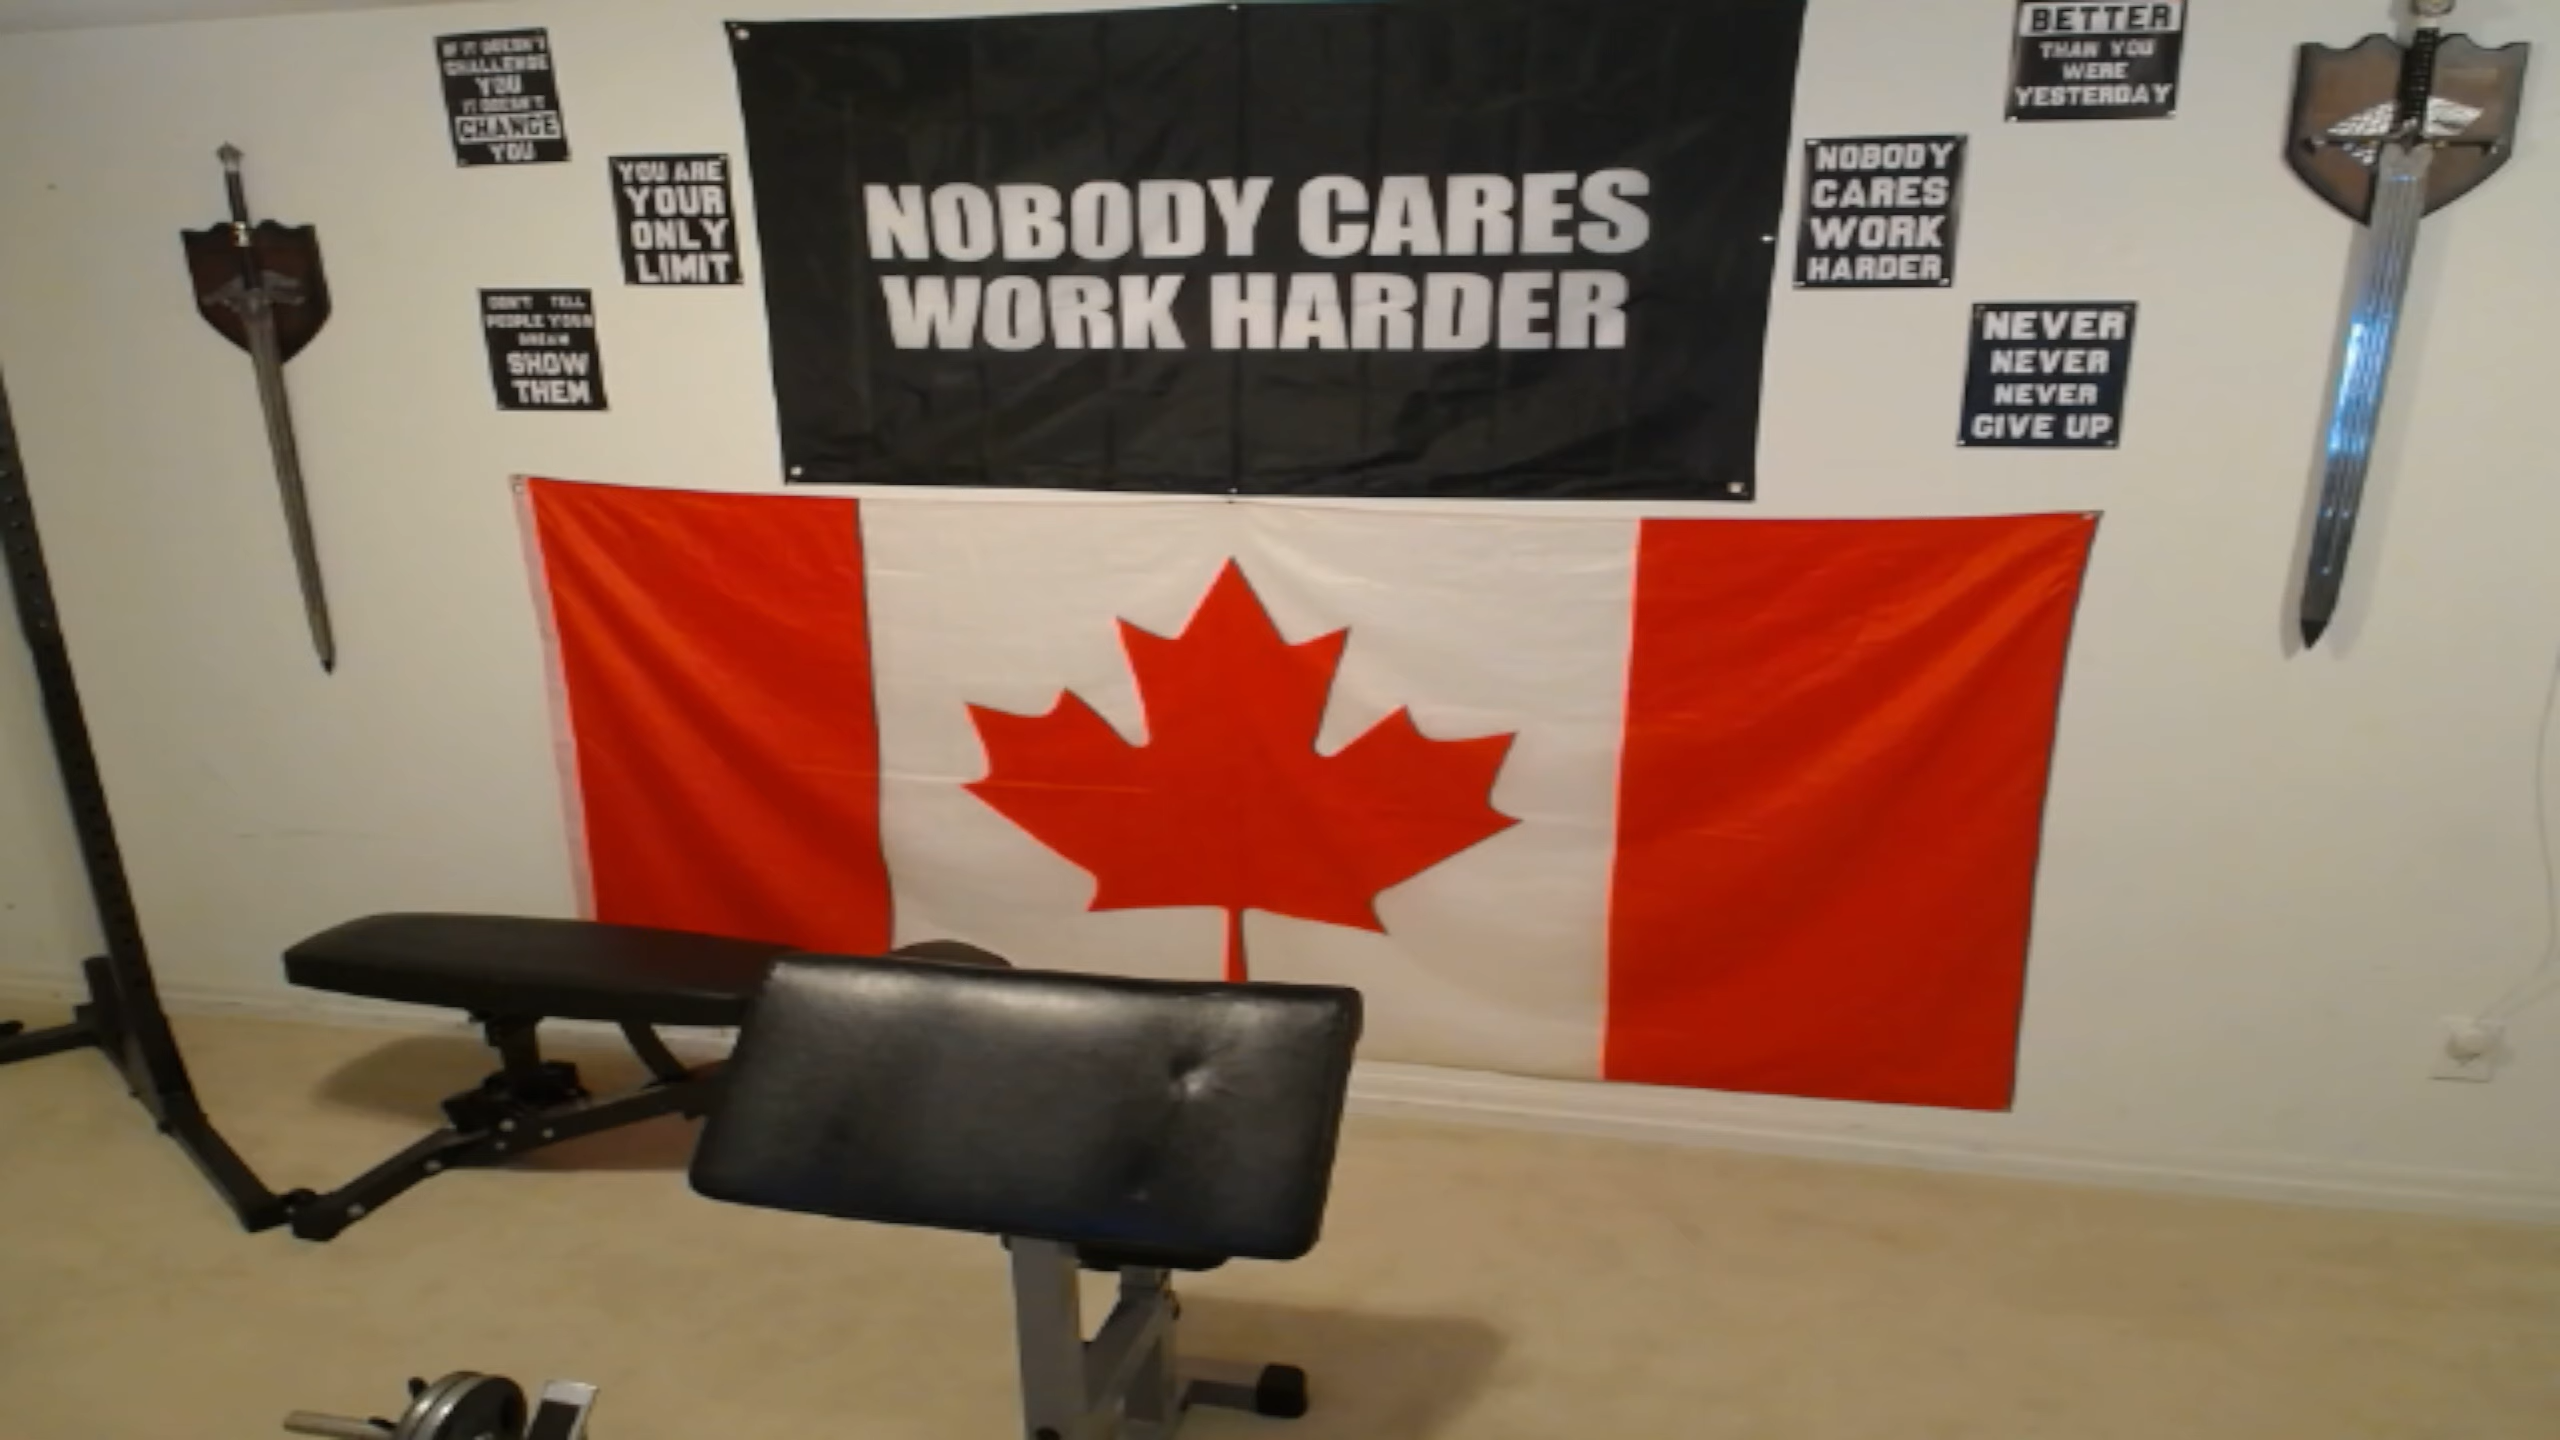 IF IT DOESN'T
CHALLENGE
YOU
IT DOESN'T
CHANGE
YOU
YOU ARE
YOUR
ONLY
LIMIT
DON'T TELL
PEOPLE YOUR
DREAM
SHOW
THEM
NOBODY CARES
WORK HARDER
BETTER
THAN YOU
WERE
YESTERDAY
NOBODY
CARES
WORK
HARDER
NEVER
NEVER
NEVER
GIVE UP